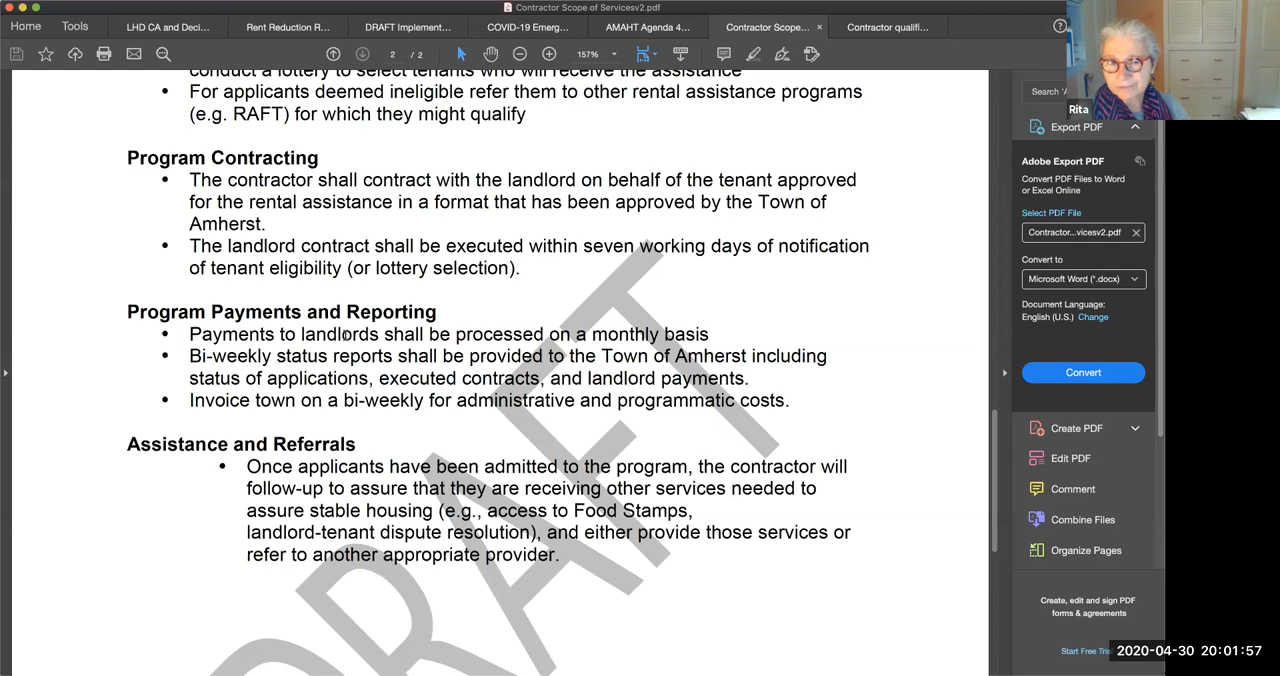 Contractor Scope of Servicesv2.pdf
Home Tools LHD CA and Deci... Rent Reduction R... DRAFT Implement... COVID-19 Emerg... AMAHT Agenda 4... Contractor Scope... × Contractor qualifi...
2 / 2 157%
conduct a lottery to select tenants who will receive the assistance
• For applicants deemed ineligible refer them to other rental assistance programs
(e.g. RAFT) for which they might qualify
Program Contracting
• The contractor shall contract with the landlord on behalf of the tenant approved
for the rental assistance in a format that has been approved by the Town of
Amherst.
• The landlord contract shall be executed within seven working days of notification
of tenant eligibility (or lottery selection).
Program Payments and Reporting
• Payments to landlords shall be processed on a monthly basis
• Bi-weekly status reports shall be provided to the Town of Amherst including
status of applications, executed contracts, and landlord payments.
• Invoice town on a bi-weekly for administrative and programmatic costs.
Assistance and Referrals
• Once applicants have been admitted to the program, the contractor will
follow-up to assure that they are receiving other services needed to
assure stable housing (e.g., access to Food Stamps,
landlord-tenant dispute resolution), and either provide those services or
refer to another appropriate provider.
DRAFT
Rita
Search 'A
Export PDF
Adobe Export PDF
Convert PDF Files to Word
or Excel Online
Select PDF File
Contractor...vicesv2.pdf ×
Convert to
Microsoft Word (*.docx)
Document Language:
English (U.S.) Change
Convert
Create PDF
Edit PDF
Comment
Combine Files
Organize Pages
Create, edit and sign PDF
forms & agreements
Start Free Tria
2020-04-30 20:01:57